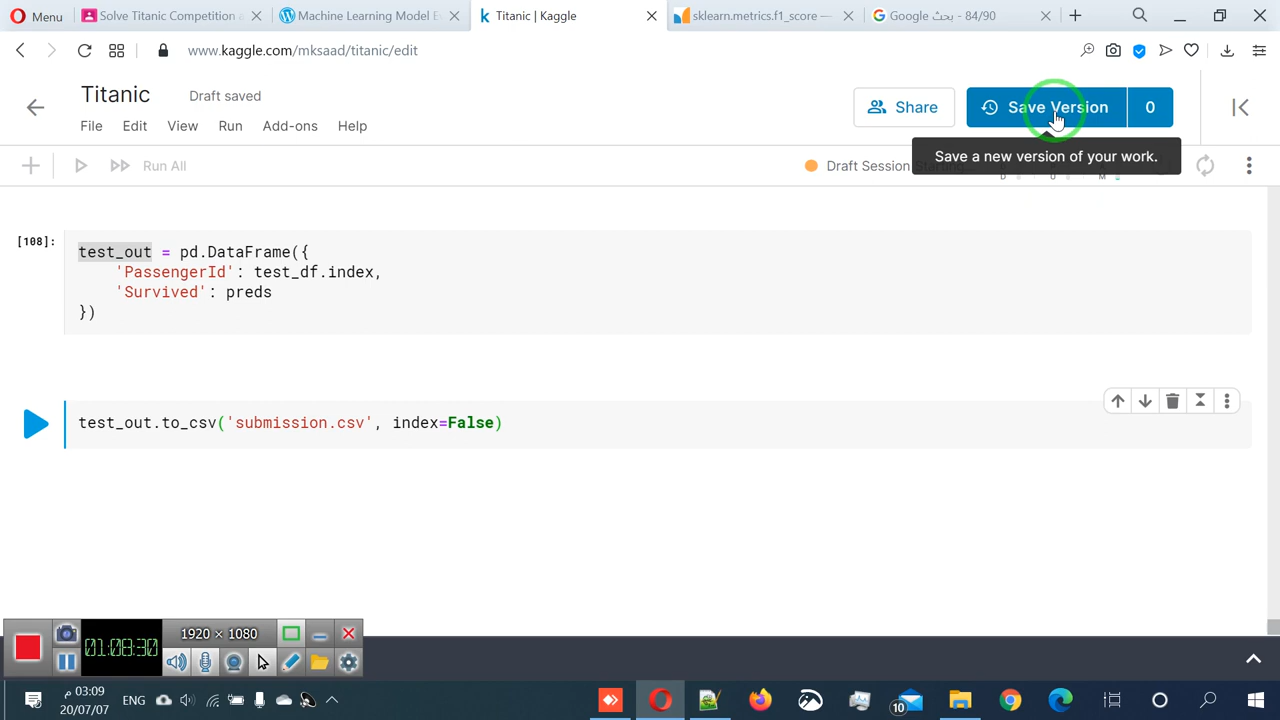 Menu
Solve Titanic Competition a
Machine Learning Model Ev
Titanic | Kaggle
sklearn.metrics.f1_score —
Google بحث - 84/90
www.kaggle.com/mksaad/titanic/edit
Titanic
Draft saved
Share
Save Version
0
File Edit View Run Add-ons Help
Save a new version of your work.
Run All
Draft Session Starting...
[108]:
test_out = pd.DataFrame({
'PassengerId': test_df.index,
'Survived': preds
})
test_out.to_csv('submission.csv', index=False)
01:08:30
1920 × 1080
03:09 م
ENG
20/07/07
10